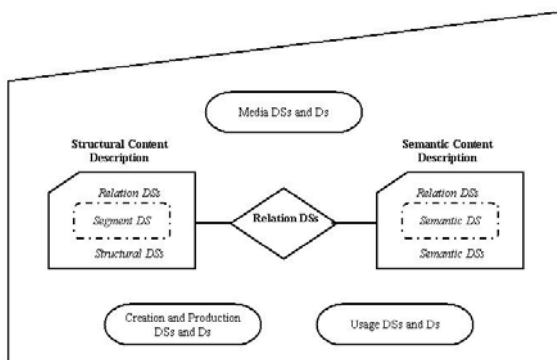 Media DSs and Ds
Structural Content
Description
Semantic Content
Description
Relation DSs
Segment DS
Structural DSs
Relation DSs
Relation DSs
Semantic DS
Semantic DSs
Creation and Production
DSs and Ds
Usage DSs and Ds